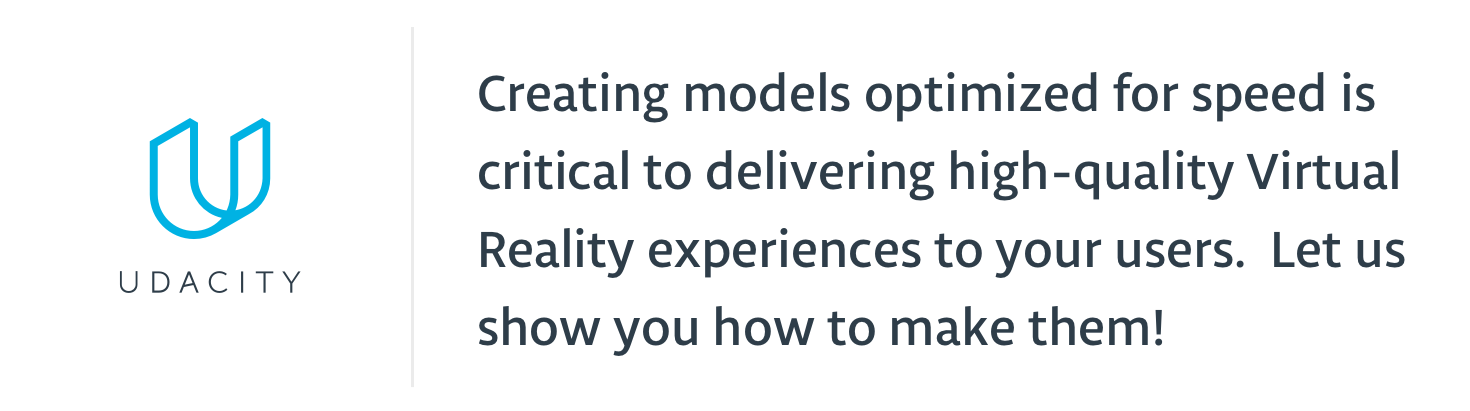 UDACITY
Creating models optimized for speed is
critical to delivering high-quality Virtual
Reality experiences to your users.  Let us
show you how to make them!